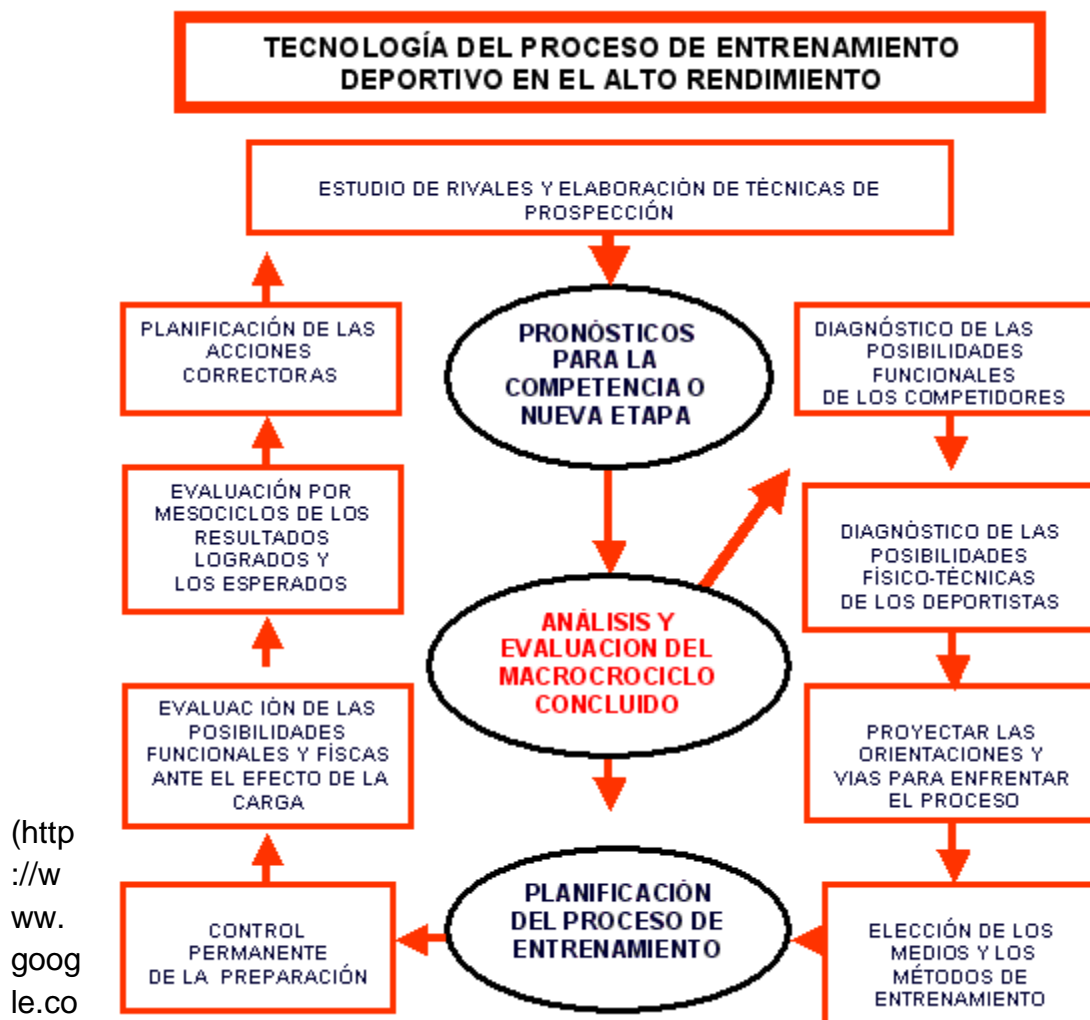 TECNOLOGÍA DEL PROCESO DE ENTRENAMIENTO
DEPORTIVO EN EL ALTO RENDIMIENTO
ESTUDIO DE RIVALES Y ELABORACIÓN DE TÉCNICAS DE
PROSPECCIÓN
PLANIFICACIÓN DE LAS
ACCIONES
CORRECTORAS
PRONÓSTICOS
PARA LA
COMPETENCIA O
NUEVA ETAPA
DIAGNÓSTICO DE LAS
POSIBILIDADES
FUNCIONALES
DE LOS COMPETIDORES
EVALUACIÓN POR
MESOCICLOS DE LOS
RESULTADOS
LOGRADOS Y
LOS ESPERADOS
DIAGNÓSTICO DE LAS
POSIBILIDADES
FÍSICO-TÉCNICAS
DE LOS DEPORTISTAS
ANÁLISIS Y
EVALUACION DEL
MACROCROCICLO
CONCLUIDO
EVALUAC IÓN DE LAS
POSIBILIDADES
FUNCIONALES Y FÍSCAS
ANTE EL EFECTO DE LA
CARGA
PROYECTAR LAS
ORIENTACIONES Y
VIAS PARA ENFRENTAR
EL PROCESO
(http
://w
ww.
goog
le.co
CONTROL
PERMANENTE
DE LA PREPARACIÓN
PLANIFICACIÓN
DEL PROCESO DE
ENTRENAMIENTO
ELECCIÓN DE LOS
MEDIOS Y LOS
MÉTODOS DE
ENTRENAMIENTO